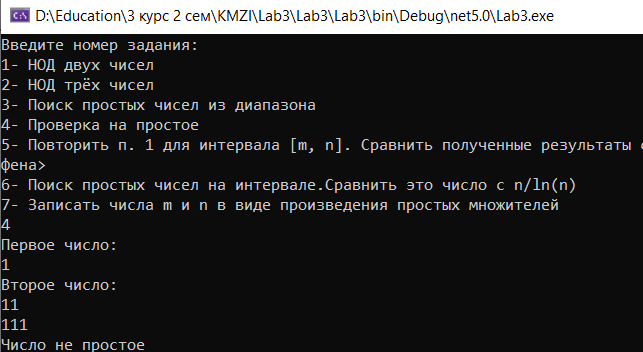 D:\Education\3 курс 2 сем\KMZI\Lab3\Lab3\Lab3\bin\Debug\net5.0\Lab3.exe
Введите номер задания:
1- НОД двух чисел
2- НОД трёх чисел
3- Поиск простых чисел из диапазона
4- Проверка на простое
5- Повторить п. 1 для интервала [m, n]. Сравнить полученные результаты с
фена>
6- Поиск простых чисел на интервале.Сравнить это число с n/ln(n)
7- Записать числа m и n в виде произведения простых множителей
4
Первое число:
1
Второе число:
11
111
Число не простое